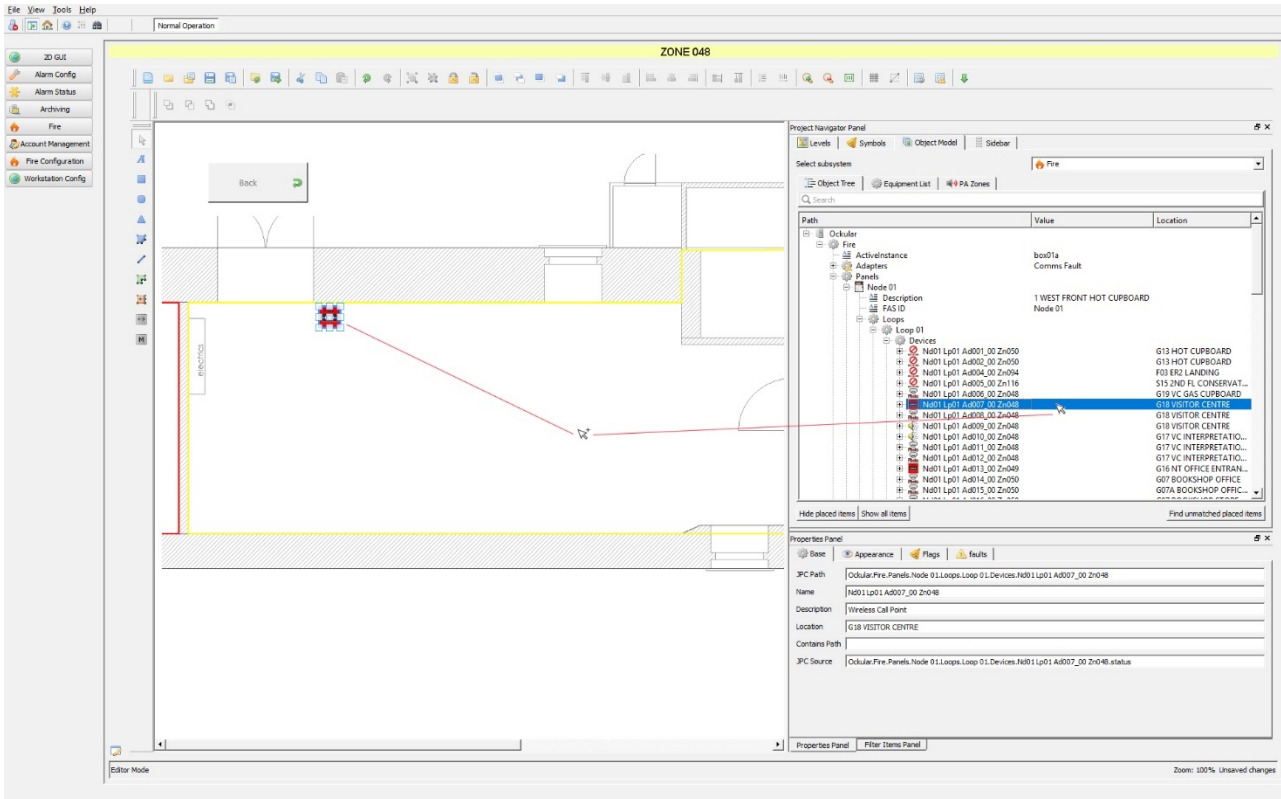 File View Tools Help
Normal Operation
ZONE 048
2D GUI
Alarm Config
Alarm Status
Archiving
Fire
Account Management
Fire Configuration
Workstation Config
Back
electrics
Project Navigator Panel
Levels Symbols Object Model Sidebar
Select subsystem Fire
Object Tree Equipment List PA Zones
Search
Path Value Location
Ockular
Fire
ActiveInstance box01a
Adapters Comms Fault
Panels
Node 01
Description 1 WEST FRONT HOT CUPBOARD
FAS ID Node 01
Loops
Loop 01
Devices
Nd01 Lp01 Ad001_00 Zn050 G13 HOT CUPBOARD
Nd01 Lp01 Ad002_00 Zn050 G13 HOT CUPBOARD
Nd01 Lp01 Ad004_00 Zn094 F03 ER2 LANDING
Nd01 Lp01 Ad005_00 Zn116 S15 2ND FL CONSERVAT...
Nd01 Lp01 Ad006_00 Zn048 G19 VC GAS CUPBOARD
Nd01 Lp01 Ad007_00 Zn048 G18 VISITOR CENTRE
Nd01 Lp01 Ad008_00 Zn048 G18 VISITOR CENTRE
Nd01 Lp01 Ad009_00 Zn048 G18 VISITOR CENTRE
Nd01 Lp01 Ad010_00 Zn048 G17 VC INTERPRETATIO...
Nd01 Lp01 Ad011_00 Zn048 G17 VC INTERPRETATIO...
Nd01 Lp01 Ad012_00 Zn048 G17 VC INTERPRETATIO...
Nd01 Lp01 Ad013_00 Zn049 G16 NT OFFICE ENTRAN...
Nd01 Lp01 Ad014_00 Zn050 G07 BOOKSHOP OFFICE
Nd01 Lp01 Ad015_00 Zn050 G07A BOOKSHOP OFFIC...
Hide placed items Show all items Find unmatched placed items
Properties Panel
Base Appearance Flags faults
JPC Path Ockular.Fire.Panels.Node 01.Loops.Loop 01.Devices.Nd01 Lp01 Ad007_00 Zn048
Name Nd01 Lp01 Ad007_00 Zn048
Description Wireless Call Point
Location G18 VISITOR CENTRE
Contains Path
JPC Source Ockular.Fire.Panels.Node 01.Loops.Loop 01.Devices.Nd01 Lp01 Ad007_00 Zn048.status
Properties Panel Filter Items Panel
Editor Mode Zoom: 100% Unsaved changes